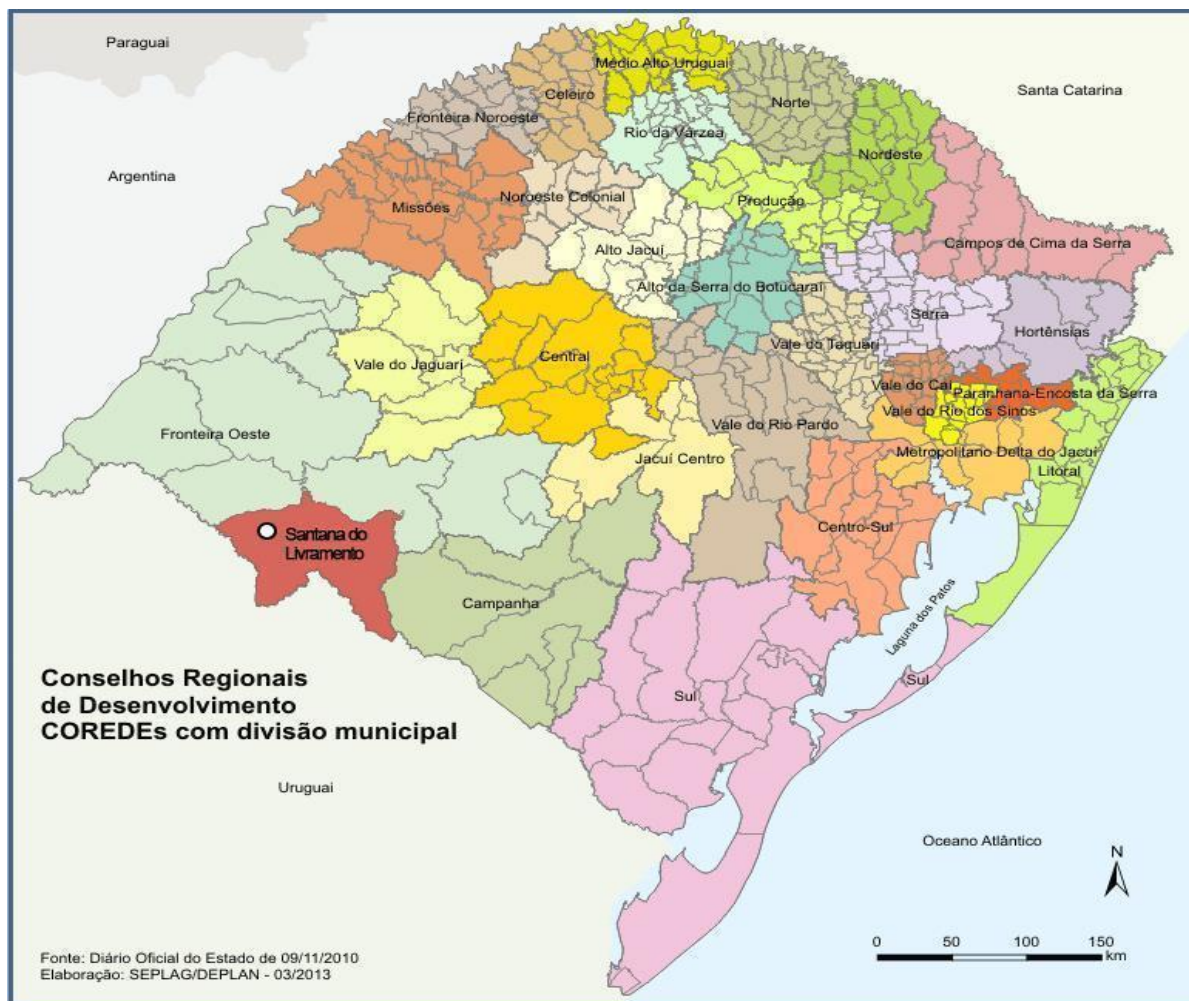 Paraguai
Médio Alto Uruguai
Santa Catarina
Celeiro
Norte
Fronteira Noroeste
Rio da Várzea
Nordeste
Argentina
Noroeste Colonial
Missões
Produção
Campos de Cima da Serra
Alto Jacuí
Alto da Serra do Botucaraí
Serra
Hortênsias
Vale do Jaguari
Central
Vale do Taquari
Vale do Caí
Paranhana-Encosta da Serra
Vale do Rio dos Sinos
Fronteira Oeste
Vale do Rio Pardo
Jacuí Centro
Metropolitano Delta do Jacuí
Litoral
Santana do
Livramento
Centro-Sul
Campanha
Laguna dos Patos
Sul
Sul
Conselhos Regionais
de Desenvolvimento
COREDEs com divisão municipal
Uruguai
Oceano Atlântico
N
0 50 100 150
km
Fonte: Diário Oficial do Estado de 09/11/2010
Elaboração: SEPLAG/DEPLAN - 03/2013